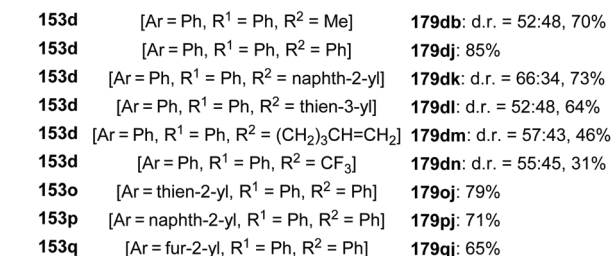 153d [Ar = Ph, R¹ = Ph, R² = Me] 179db: d.r. = 52:48, 70%
153d [Ar = Ph, R¹ = Ph, R² = Ph] 179dj: 85%
153d [Ar = Ph, R¹ = Ph, R² = naphth-2-yl] 179dk: d.r. = 66:34, 73%
153d [Ar = Ph, R¹ = Ph, R² = thien-3-yl] 179dl: d.r. = 52:48, 64%
153d [Ar = Ph, R¹ = Ph, R² = (CH₂)₃CH=CH₂] 179dm: d.r. = 57:43, 46%
153d [Ar = Ph, R¹ = Ph, R² = CF₃] 179dn: d.r. = 55:45, 31%
153o [Ar = thien-2-yl, R¹ = Ph, R² = Ph] 179oj: 79%
153p [Ar = naphth-2-yl, R¹ = Ph, R² = Ph] 179pj: 71%
153q [Ar = fur-2-yl, R¹ = Ph, R² = Ph] 179qj: 65%